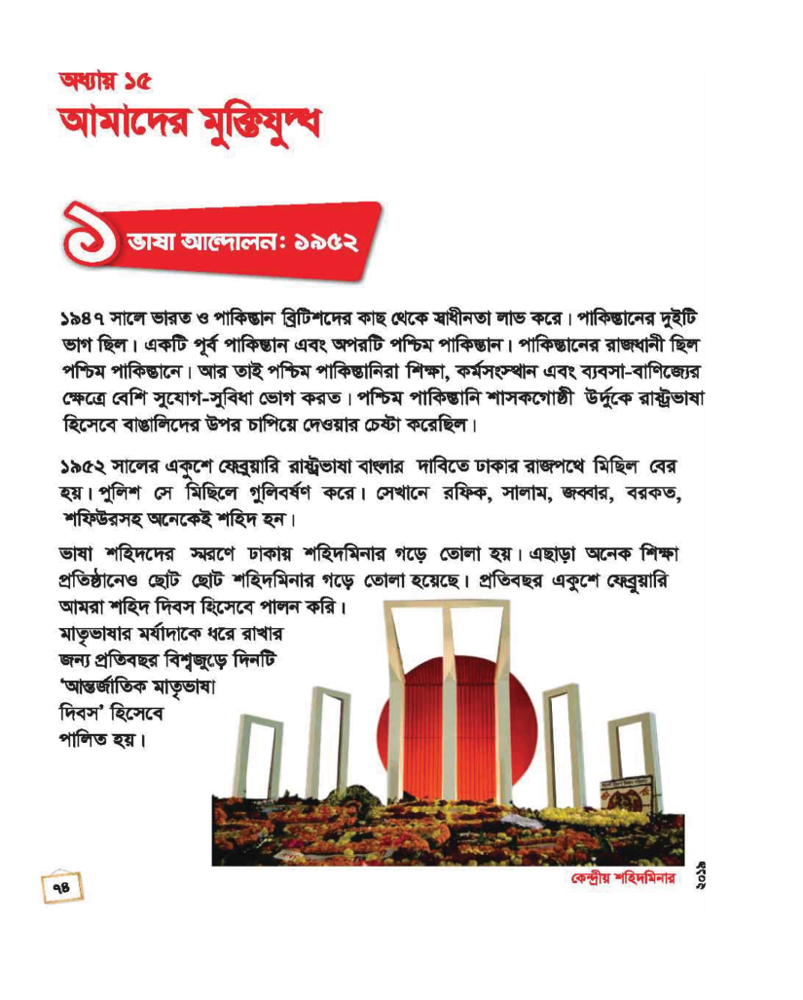 অধ্যায় ১৫
আমাদের মুক্তিযুদ্ধ
১ ভাষা আন্দোলন: ১৯৫২
১৯৪৭ সালে ভারত ও পাকিস্তান ব্রিটিশদের কাছ থেকে স্বাধীনতা লাভ করে। পাকিস্তানের দুইটি
ভাগ ছিল। একটি পূর্ব পাকিস্তান এবং অপরটি পশ্চিম পাকিস্তান। পাকিস্তানের রাজধানী ছিল
পশ্চিম পাকিস্তানে। আর তাই পশ্চিম পাকিস্তানিরা শিক্ষা, কর্মসংস্থান এবং ব্যবসা-বাণিজ্যের
ক্ষেত্রে বেশি সুযোগ-সুবিধা ভোগ করত। পশ্চিম পাকিস্তানি শাসকগোষ্ঠী উর্দুকে রাষ্ট্রভাষা
হিসেবে বাঙালিদের উপর চাপিয়ে দেওয়ার চেষ্টা করেছিল।
১৯৫২ সালের একুশে ফেব্রুয়ারি রাষ্ট্রভাষা বাংলার দাবিতে ঢাকার রাজপথে মিছিল বের
হয়। পুলিশ সে মিছিলে গুলিবর্ষণ করে। সেখানে রফিক, সালাম, জব্বার, বরকত,
শফিউরসহ অনেকেই শহিদ হন।
ভাষা শহিদদের স্মরণে ঢাকায় শহিদমিনার গড়ে তোলা হয়। এছাড়া অনেক শিক্ষা
প্রতিষ্ঠানেও ছোট ছোট শহিদমিনার গড়ে তোলা হয়েছে। প্রতিবছর একুশে ফেব্রুয়ারি
আমরা শহিদ দিবস হিসেবে পালন করি।
মাতৃভাষার মর্যাদাকে ধরে রাখার
জন্য প্রতিবছর বিশ্বজুড়ে দিনটি
‘আন্তর্জাতিক মাতৃভাষা
দিবস’ হিসেবে
পালিত হয়।
কেন্দ্রীয় শহিদমিনার
৭৪
২০১৯